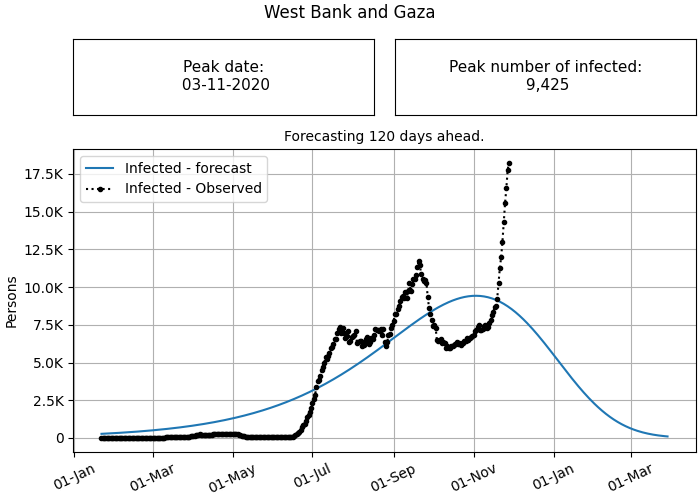 West Bank and Gaza
Peak date:
03-11-2020
Peak number of infected:
9,425
Forecasting 120 days ahead.
Infected - forecast
Infected - Observed
17.5K
15.0K
12.5K
10.0K
7.5K
5.0K
2.5K
0
Persons
01-Jan
01-Mar
01-May
01-Jul
01-Sep
01-Nov
01-Jan
01-Mar